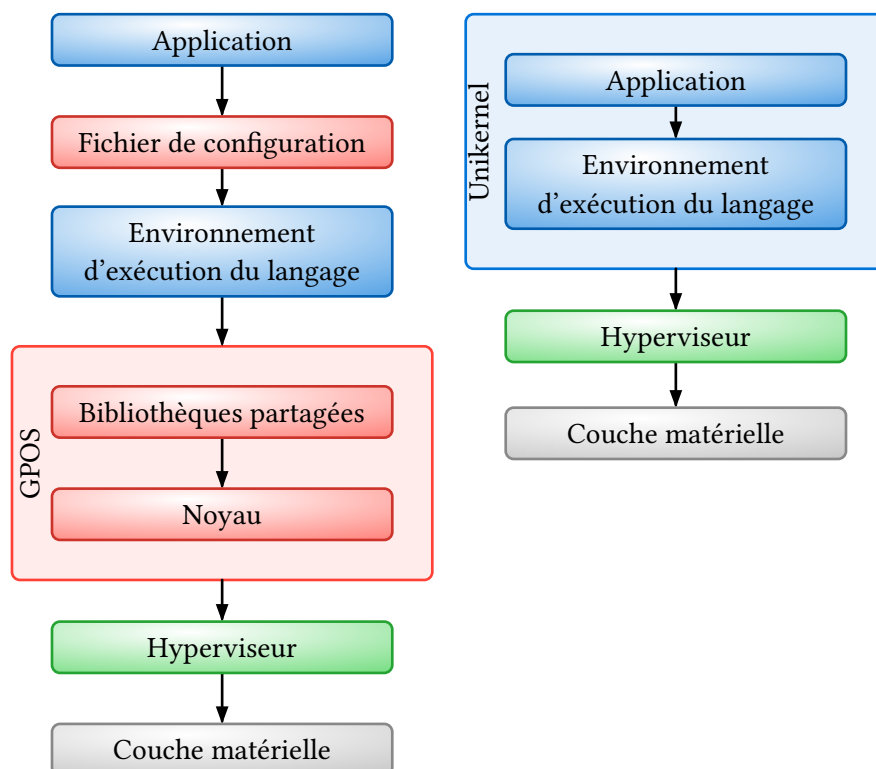 Application
Fichier de configuration
Environnement
d’exécution du langage
GPOS
Bibliothèques partagées
Noyau
Hyperviseur
Couche matérielle
Unikernel
Application
Environnement
d’exécution du langage
Hyperviseur
Couche matérielle